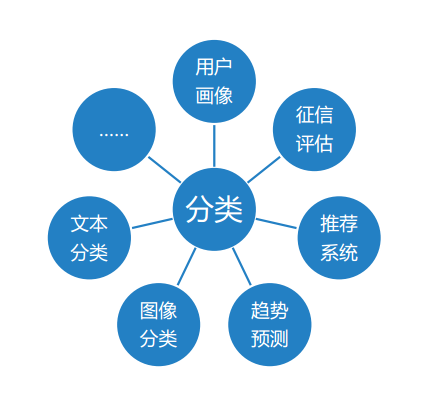 用户
画像
征信
评估
推荐
系统
趋势
预测
图像
分类
文本
分类
……
分类